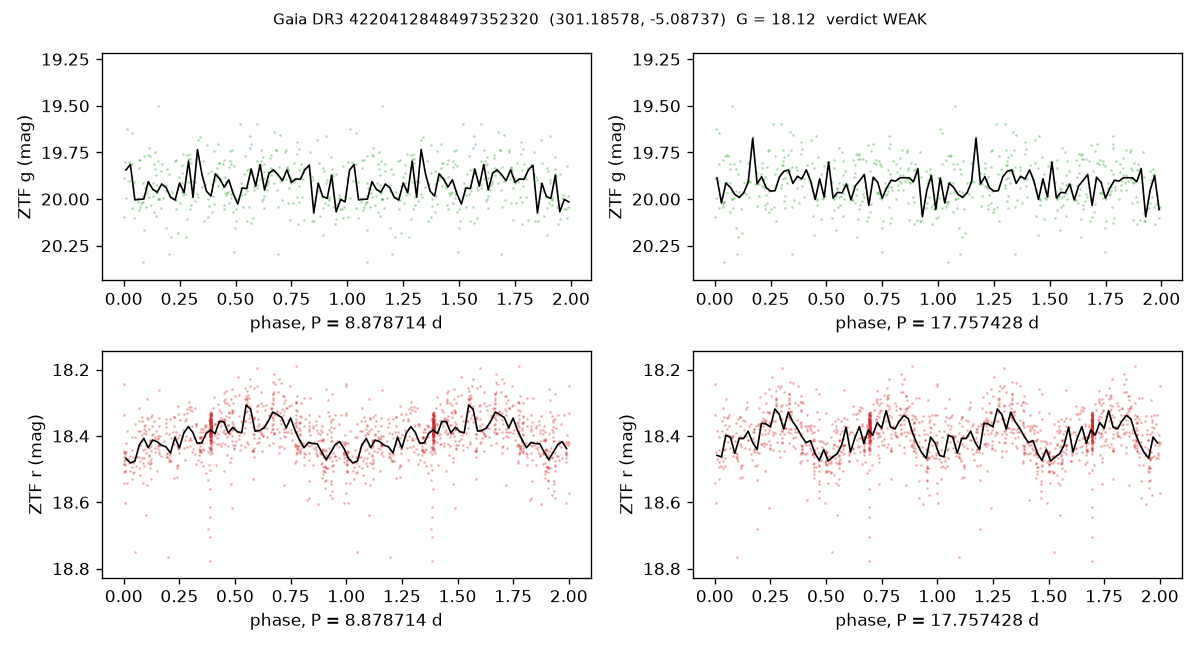 Gaia DR3 4220412848497352320  (301.18578, -5.08737)  G = 18.12  verdict WEAK
ZTF g (mag)
19.25
19.50
19.75
20.00
20.25
0.00 0.25 0.50 0.75 1.00 1.25 1.50 1.75 2.00
phase, P = 8.878714 d
ZTF g (mag)
19.25
19.50
19.75
20.00
20.25
0.00 0.25 0.50 0.75 1.00 1.25 1.50 1.75 2.00
phase, P = 17.757428 d
ZTF r (mag)
18.2
18.4
18.6
18.8
0.00 0.25 0.50 0.75 1.00 1.25 1.50 1.75 2.00
phase, P = 8.878714 d
ZTF r (mag)
18.2
18.4
18.6
18.8
0.00 0.25 0.50 0.75 1.00 1.25 1.50 1.75 2.00
phase, P = 17.757428 d